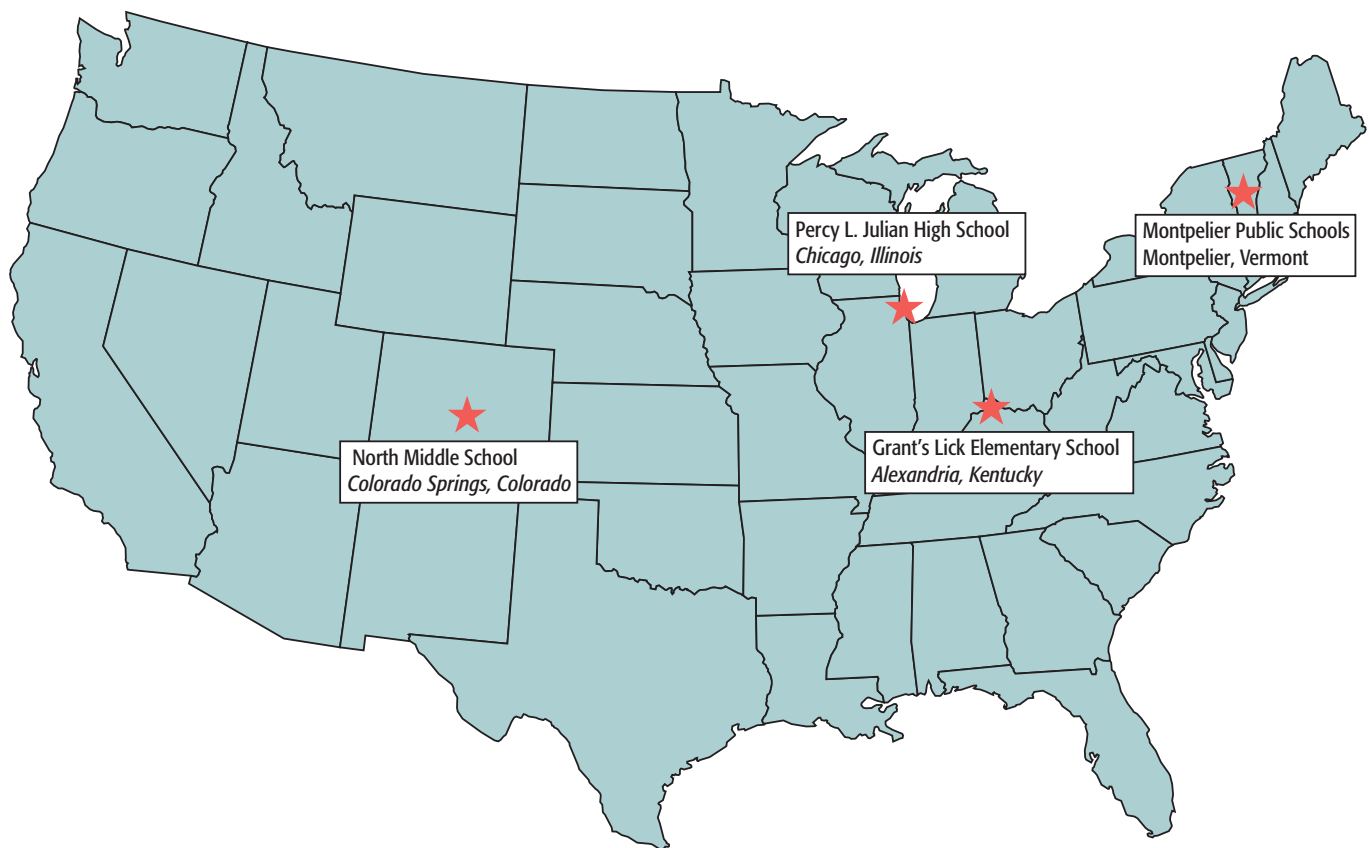 Percy L. Julian High School
Chicago, Illinois
Montpelier Public Schools
Montpelier, Vermont
North Middle School
Colorado Springs, Colorado
Grant's Lick Elementary School
Alexandria, Kentucky